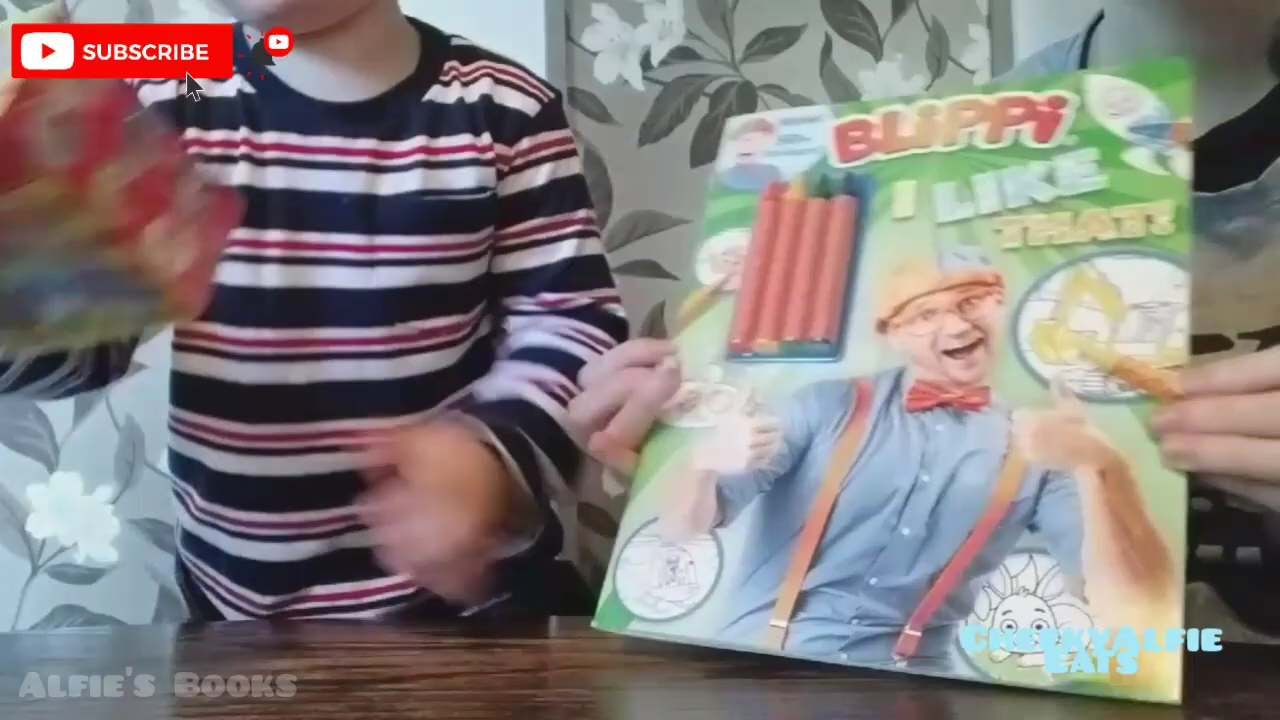 SUBSCRIBE
BLiPPi
I LIKE
THAT!
CHEEKYALFIE
EATS
ALFIE'S BOOKS